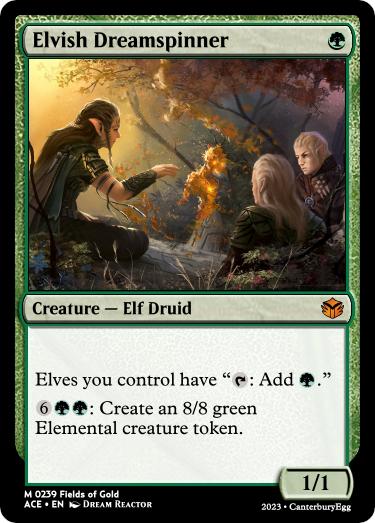 Elvish Dreamspinner
Creature — Elf Druid
Elves you control have “: Add .”
6: Create an 8/8 green
Elemental creature token.
1/1
M 0239 Fields of Gold
ACE • EN Dream Reactor
2023 • CanterburyEgg